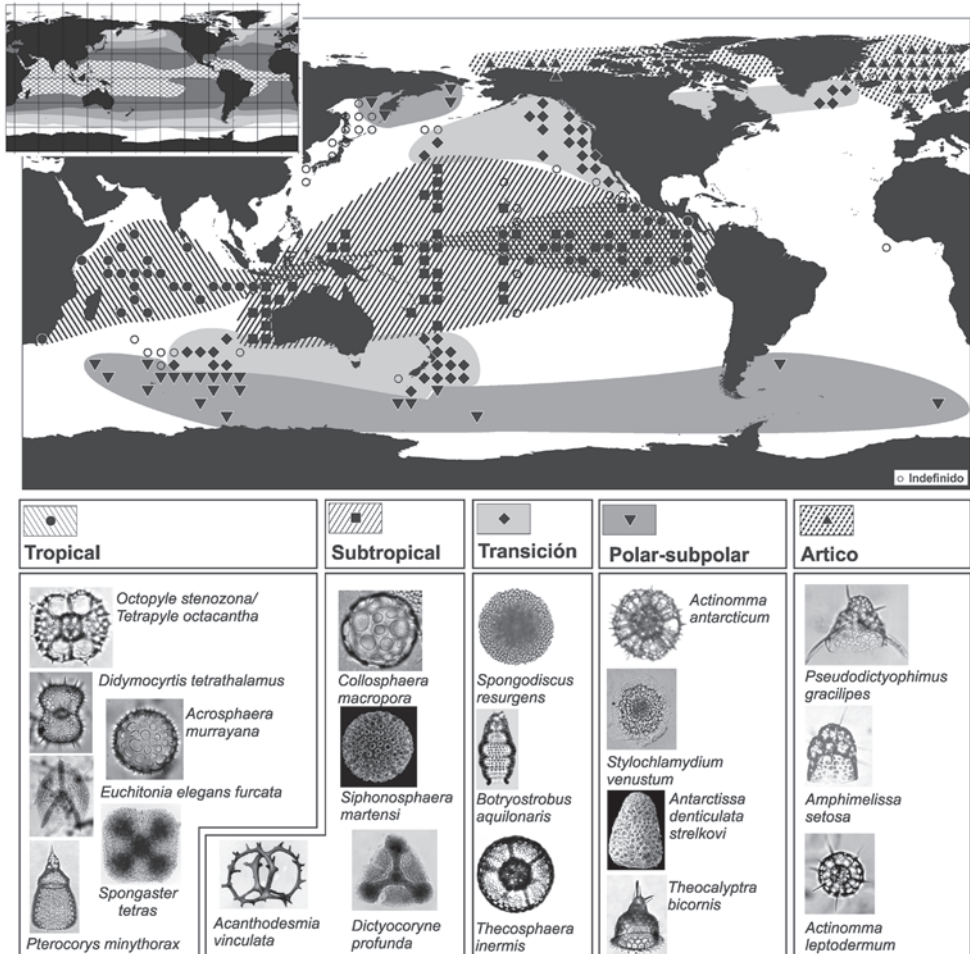 Indefinido
Tropical
Octopyle stenozona/
Tetrapyle octacantha
Didymocyrtis tetrathalamus
Acrosphaera
murrayana
Euchitonia elegans furcata
Spongaster
tetras
Pterocorys minythorax
Subtropical
Collosphaera
macropora
Siphonosphaera
martensi
Acanthodesmia
vinculata
Dictyocoryne
profunda
Transición
Spongodiscus
resurgens
Botryostrobus
aquilonaris
Thecosphaera
inermis
Polar-subpolar
Actinomma
antarcticum
Stylochlamydium
venustum
Antarctissa
denticulata
strelkovi
Theocalyptra
bicornis
Artico
Pseudodictyophimus
gracilipes
Amphimelissa
setosa
Actinomma
leptodermum